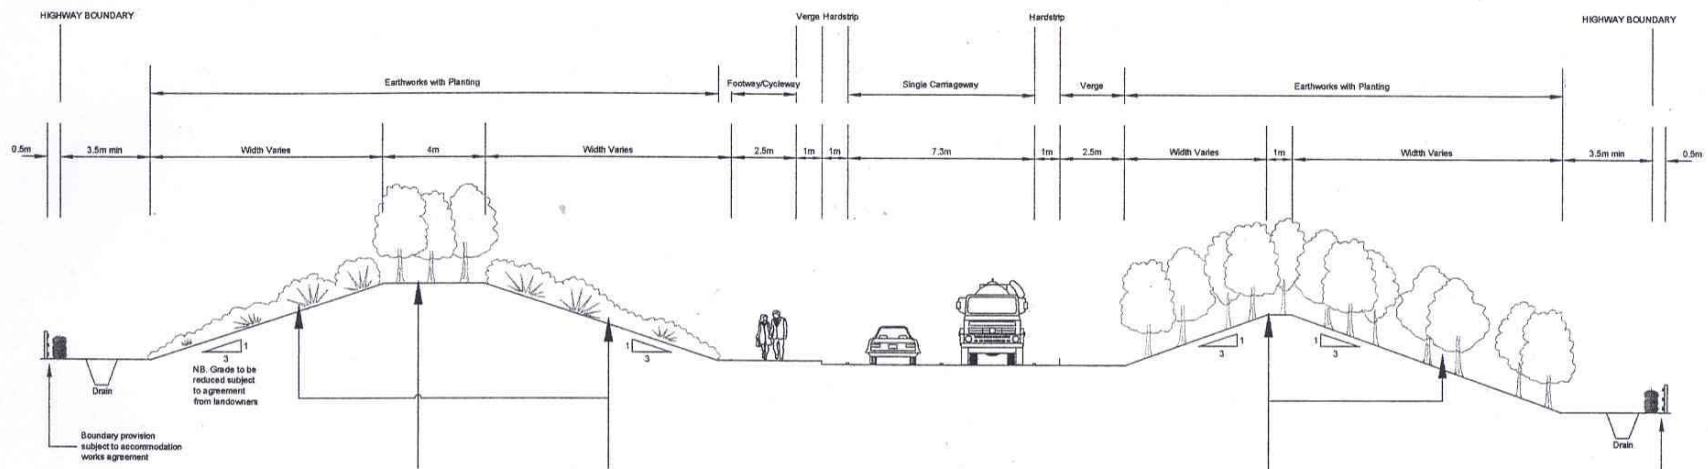 HIGHWAY BOUNDARY
Verge Hardstrip
Hardstrip
HIGHWAY BOUNDARY
Earthworks with Planting
Footway/Cycleway
Single Carriageway
Verge
Earthworks with Planting
0.5m
3.5m min
Width Varies
4m
Width Varies
2.5m
1m
1m
7.3m
1m
2.5m
Width Varies
1m
Width Varies
3.5m min
0.5m
1
3
1
3
1
3
1
3
NB. Grade to be
reduced subject
to agreement
from landowners
Drain
Drain
Boundary provision
subject to accommodation
works agreement